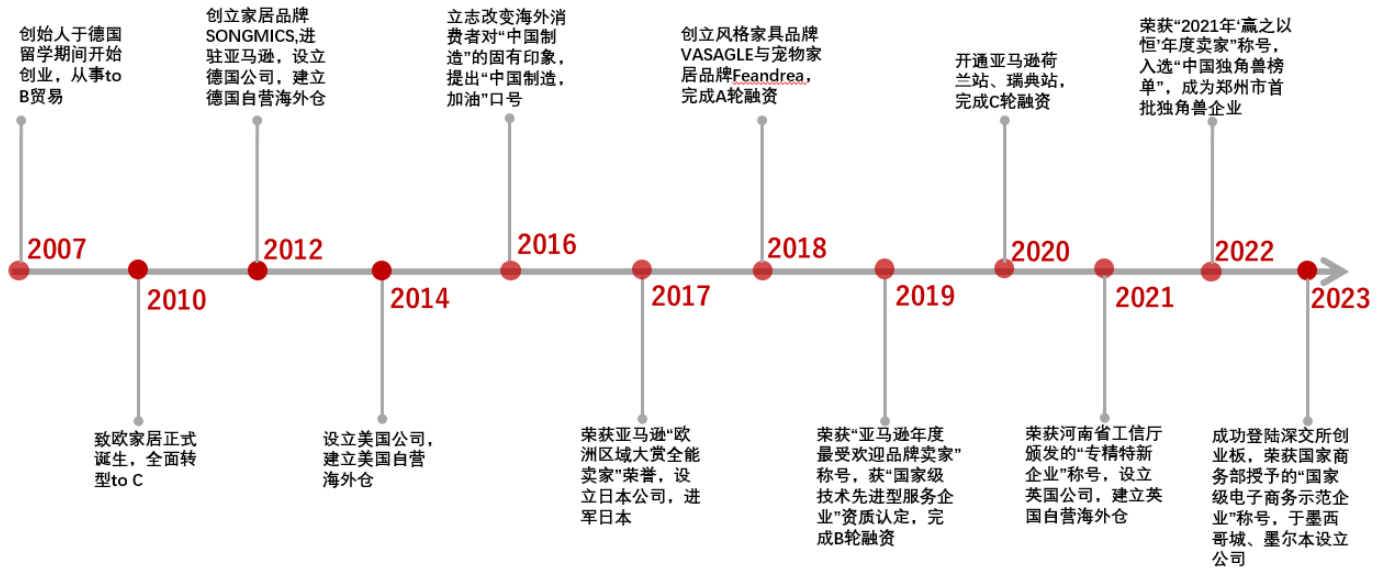 创始人于德国
留学期间开始
创业，从事to
B贸易
创立家居品牌
SONGMICS,进
驻亚马逊，设立
德国公司，建立
德国自营海外仓
立志改变海外消
费者对“中国制
造”的固有印象，
提出“中国制造，
加油”口号
创立风格家具品牌
VASAGLE与宠物家
居品牌Feandrea，
完成A轮融资
开通亚马逊荷
兰站、瑞典站，
完成C轮融资
荣获“2021年‘赢之以
恒’年度卖家”称号，
入选“中国独角兽榜
单”，成为郑州市首
批独角兽企业
2007
2010
2012
2014
2016
2017
2018
2019
2020
2021
2022
2023
致欧家居正式
诞生，全面转
型to C
设立美国公司，
建立美国自营
海外仓
荣获亚马逊“欧
洲区域大赏全能
卖家”荣誉，设
立日本公司，进
军日本
荣获“亚马逊年度
最受欢迎品牌卖家”
称号，获“国家级
技术先进型服务企
业”资质认定，完
成B轮融资
荣获河南省工信厅
颁发的“专精特新
企业”称号，设立
英国公司，建立英
国自营海外仓
成功登陆深交所创
业板，荣获国家商
务部授予的“国家
级电子商务示范企
业”称号，于墨西
哥城、墨尔本设立
公司